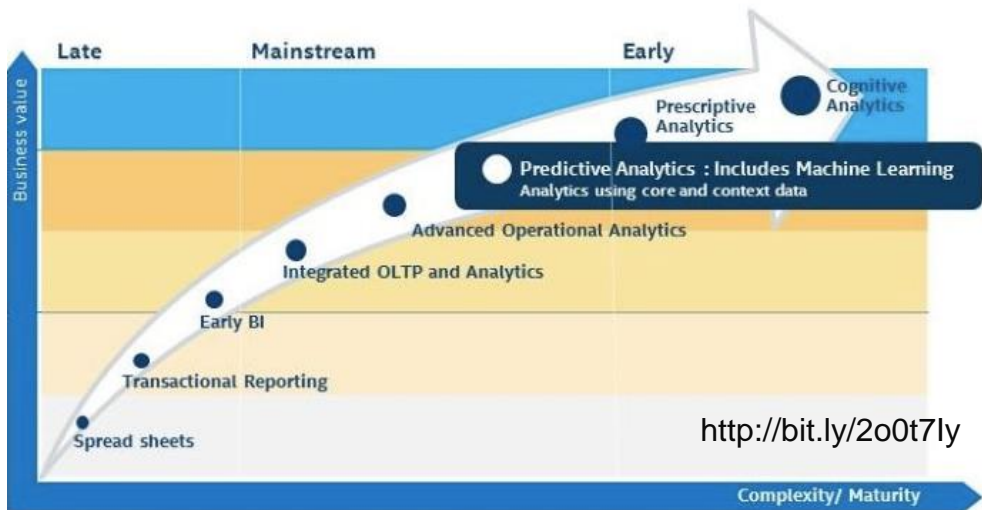 Late
Mainstream
Early
Business value
Cognitive
Analytics
Prescriptive
Analytics
Predictive Analytics : Includes Machine Learning
Analytics using core and context data
Advanced Operational Analytics
Integrated OLTP and Analytics
Early BI
Transactional Reporting
Spread sheets
http://bit.ly/2o0t7Iy
Complexity/ Maturity